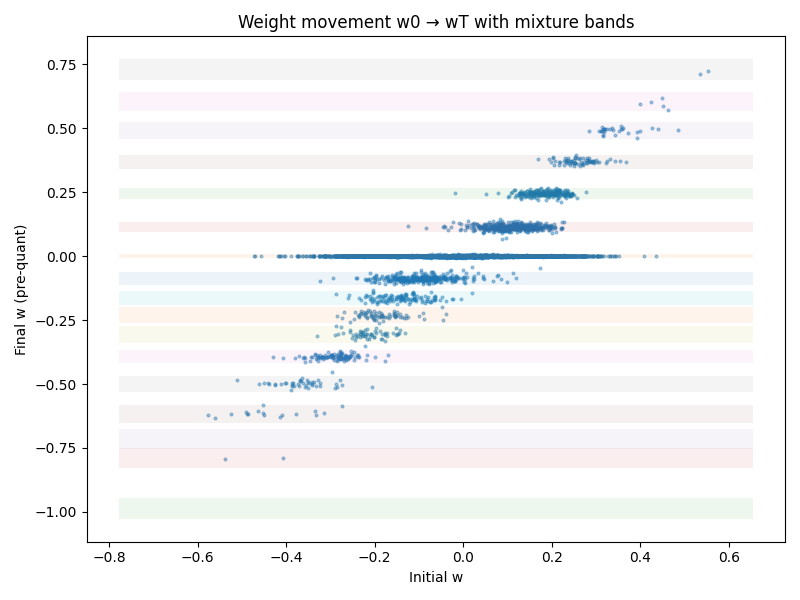 Weight movement w0 → wT with mixture bands
Final w (pre-quant)
0.75
0.50
0.25
0.00
−0.25
−0.50
−0.75
−1.00
−0.8 −0.6 −0.4 −0.2 0.0 0.2 0.4 0.6
Initial w